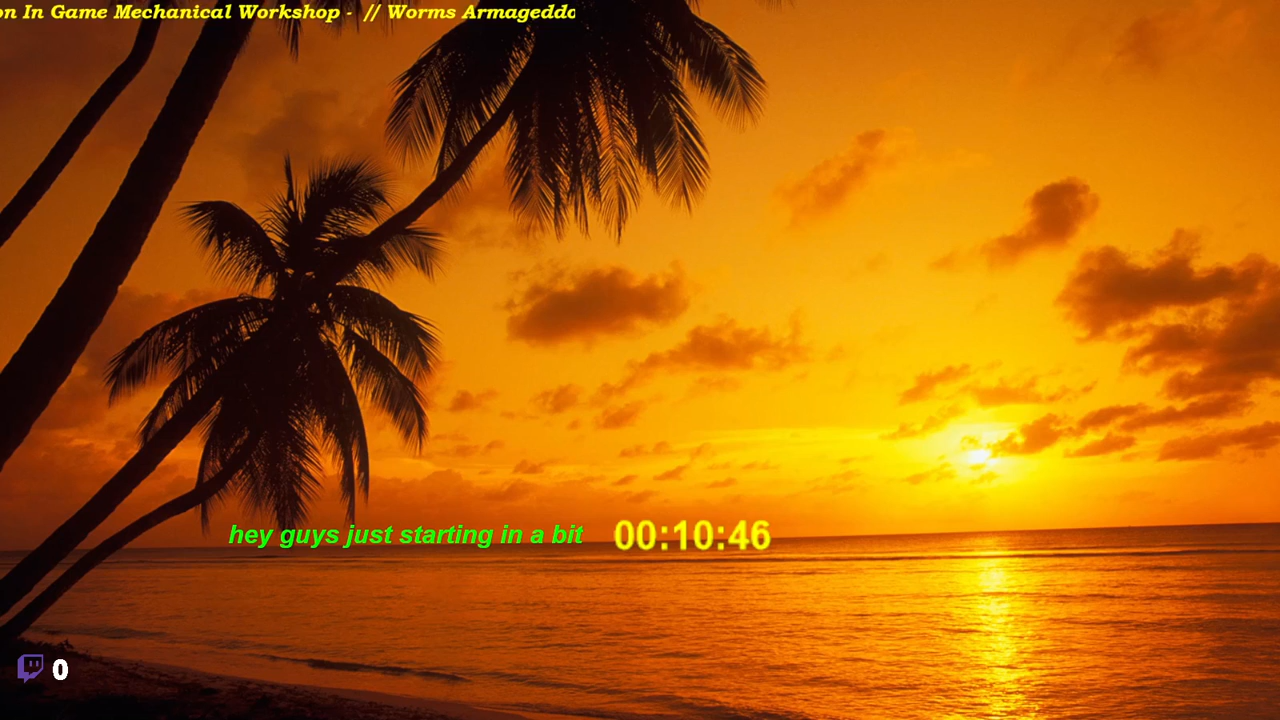 on In Game Mechanical Workshop - // Worms Armageddo
hey guys just starting in a bit 00:10:46
0